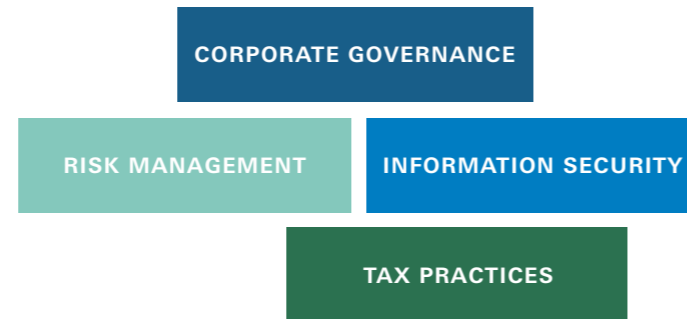 CORPORATE GOVERNANCE
RISK MANAGEMENT
INFORMATION SECURITY
TAX PRACTICES